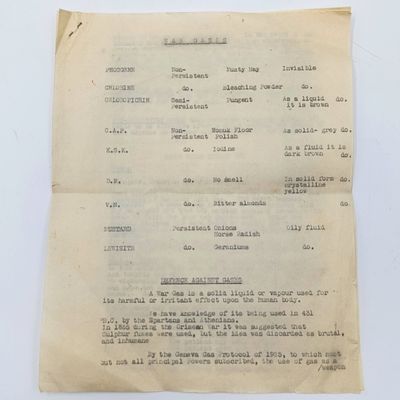 WAR GASES
PHOSGENE Non- Musty Hay Invisible
Persistent
CHLORINE do. Bleaching Powder do.
CHLOROPICRIN Semi- Pungent As a liquid do.
Persistent it is brown
C.A.P. Non- Floor As solid- grey do.
Persistent Polish
K.S.K. do. Iodine As a fluid it is
dark brown do.
D.M. do. No smell In solid form do.
crystalline
yellow
do. Bitter almonds do.
MUSTARD Persistent Onions Oily fluid
Horse Radish
LEWISITE do. Geraniums do.
DEFENCE AGAINST GASES
A War Gas is a solid liquid or vapour used for
its harmful or irritant effect upon the human body.
We have knowledge of its being used in 431
B.C. by the Spartans and Athenians.
In during the Crimean War it was suggested that
Sulphur were used, but the idea was discarded as brutal,
and inhumane
By the Geneva Gas Protocol of 1925, to which most
but not all principal Powers subscribed, the use of gas as a
/weapon